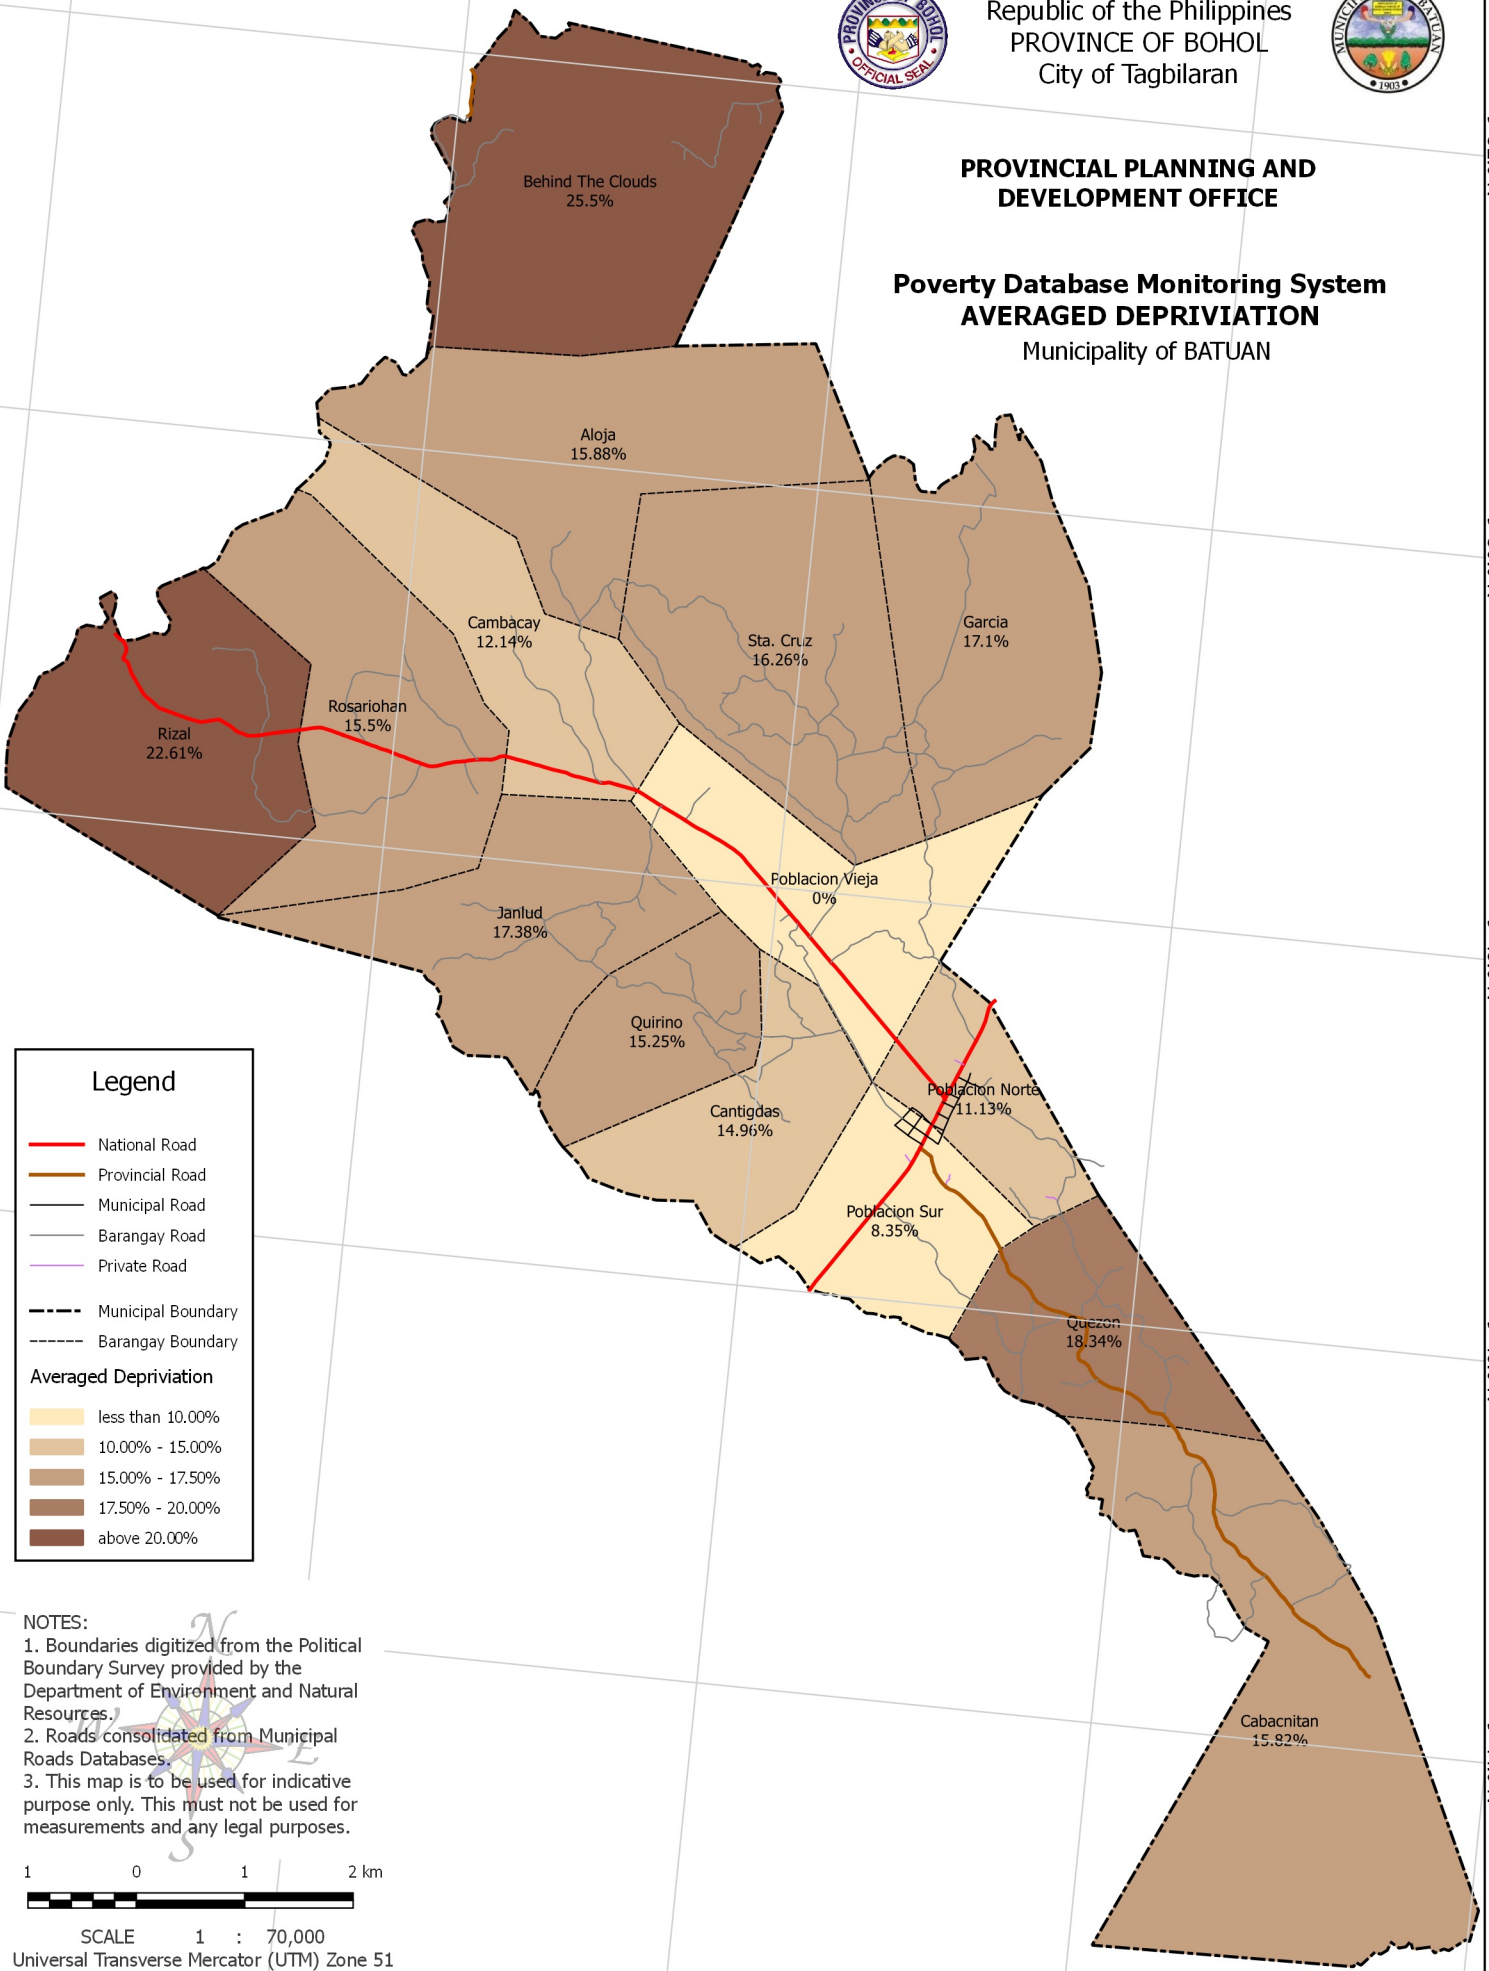 Republic of the Philippines
PROVINCE OF BOHOL
City of Tagbilaran
OFFICIAL SEAL
1903
PROVINCIAL PLANNING AND
DEVELOPMENT OFFICE
Poverty Database Monitoring System
AVERAGED DEPRIVIATION
Municipality of BATUAN
Behind The Clouds
25.5%
Aloja
15.88%
Cambacay
12.14%
Sta. Cruz
16.26%
Garcia
17.1%
Rosariohan
15.5%
Rizal
22.61%
Poblacion Vieja
0%
Janlud
17.38%
Quirino
15.25%
Poblacion Norte
11.13%
Cantigdas
14.96%
Poblacion Sur
8.35%
Quezon
18.34%
Cabacnitan
15.82%
Legend
National Road
Provincial Road
Municipal Road
Barangay Road
Private Road
Municipal Boundary
Barangay Boundary
Averaged Depriviation
less than 10.00%
10.00% - 15.00%
15.00% - 17.50%
17.50% - 20.00%
above 20.00%
N
W
E
S
NOTES:
1. Boundaries digitized from the Political
Boundary Survey provided by the
Department of Environment and Natural
Resources.
2. Roads consolidated from Municipal
Roads Databases.
3. This map is to be used for indicative
purpose only. This must not be used for
measurements and any legal purposes.
1 0 1 2 km
SCALE 1 : 70,000
Universal Transverse Mercator (UTM) Zone 51